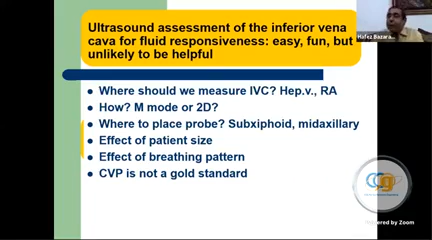 Hafez Bazara...
Ultrasound assessment of the inferior vena
cava for fluid responsiveness: easy, fun, but
unlikely to be helpful
Where should we measure IVC? Hep.v., RA
How? M mode or 2D?
Where to place probe? Subxiphoid, midaxillary
Effect of patient size
Effect of breathing pattern
CVP is not a gold standard
Powered by Zoom